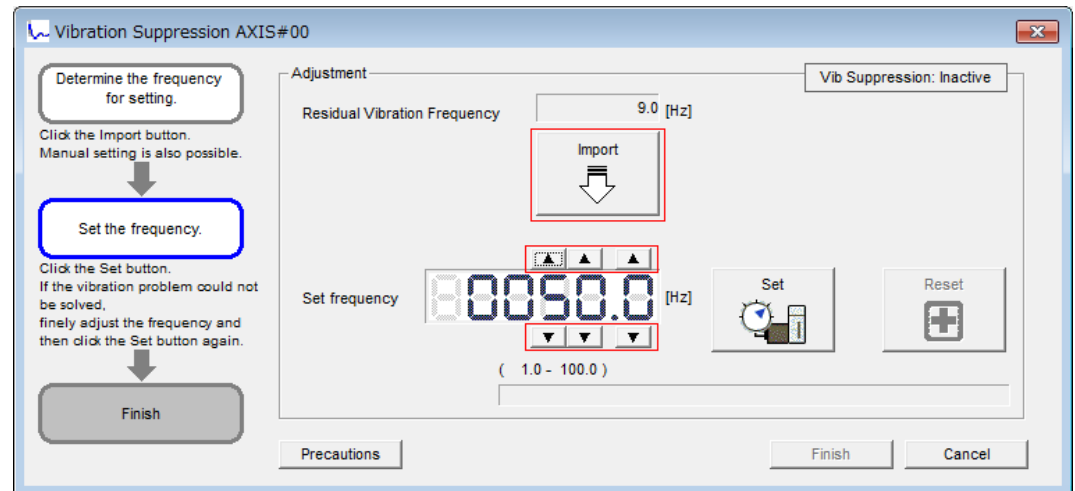 Vibration Suppression AXIS#00
Determine the frequency
for setting.
Click the Import button.
Manual setting is also possible.
Set the frequency.
Click the Set button.
If the vibration problem could not
be solved,
finely adjust the frequency and
then click the Set button again.
Finish
Adjustment
Vib Suppression: Inactive
Residual Vibration Frequency 9.0 [Hz]
Import
Set frequency 0050.0 [Hz]
( 1.0 - 100.0 )
Set
Reset
Precautions
Finish
Cancel